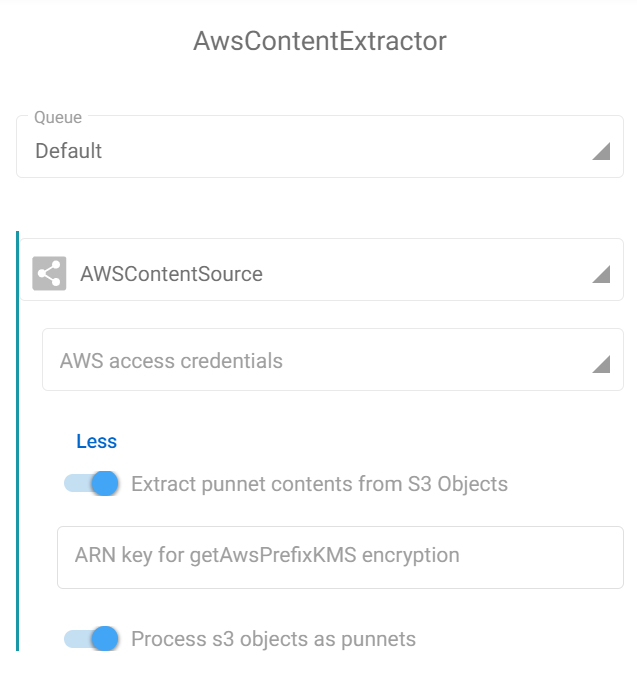 AwsContentExtractor
Queue
Default
AWSContentSource
AWS access credentials
Less
Extract punnet contents from S3 Objects
ARN key for getAwsPrefixKMS encryption
Process s3 objects as punnets